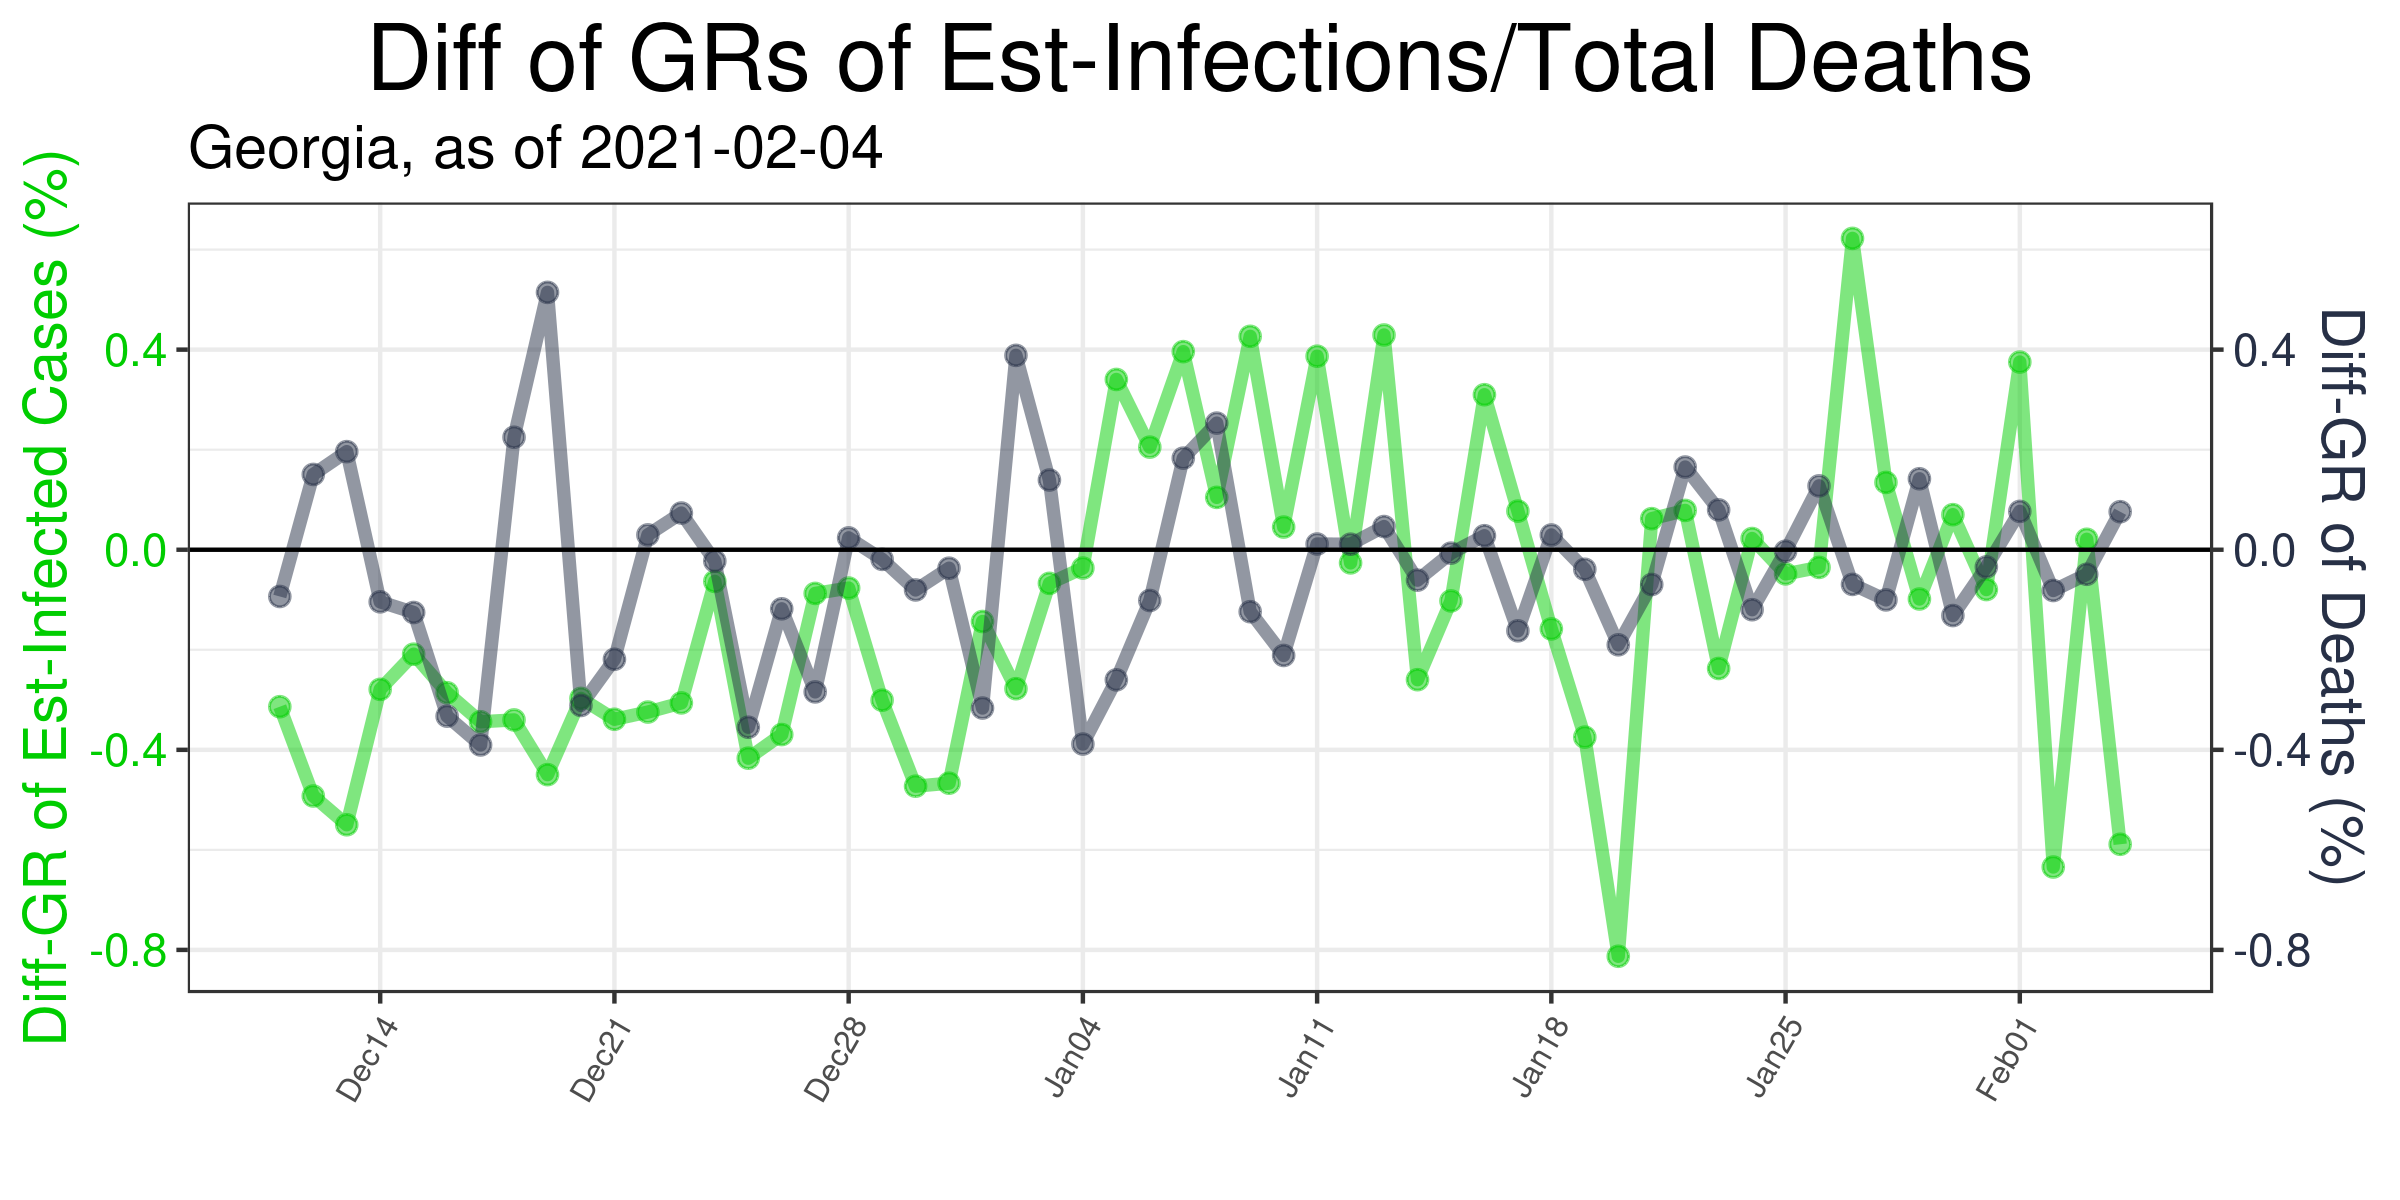 Diff of GRs of Est-Infections/Total Deaths
Georgia, as of 2021-02-04
Diff-GR of Est-Infected Cases (%)
0.4
0.0
-0.4
-0.8
0.4
0.0
-0.4
-0.8
Diff-GR of Deaths (%)
Dec14
Dec21
Dec28
Jan04
Jan11
Jan18
Jan25
Feb01